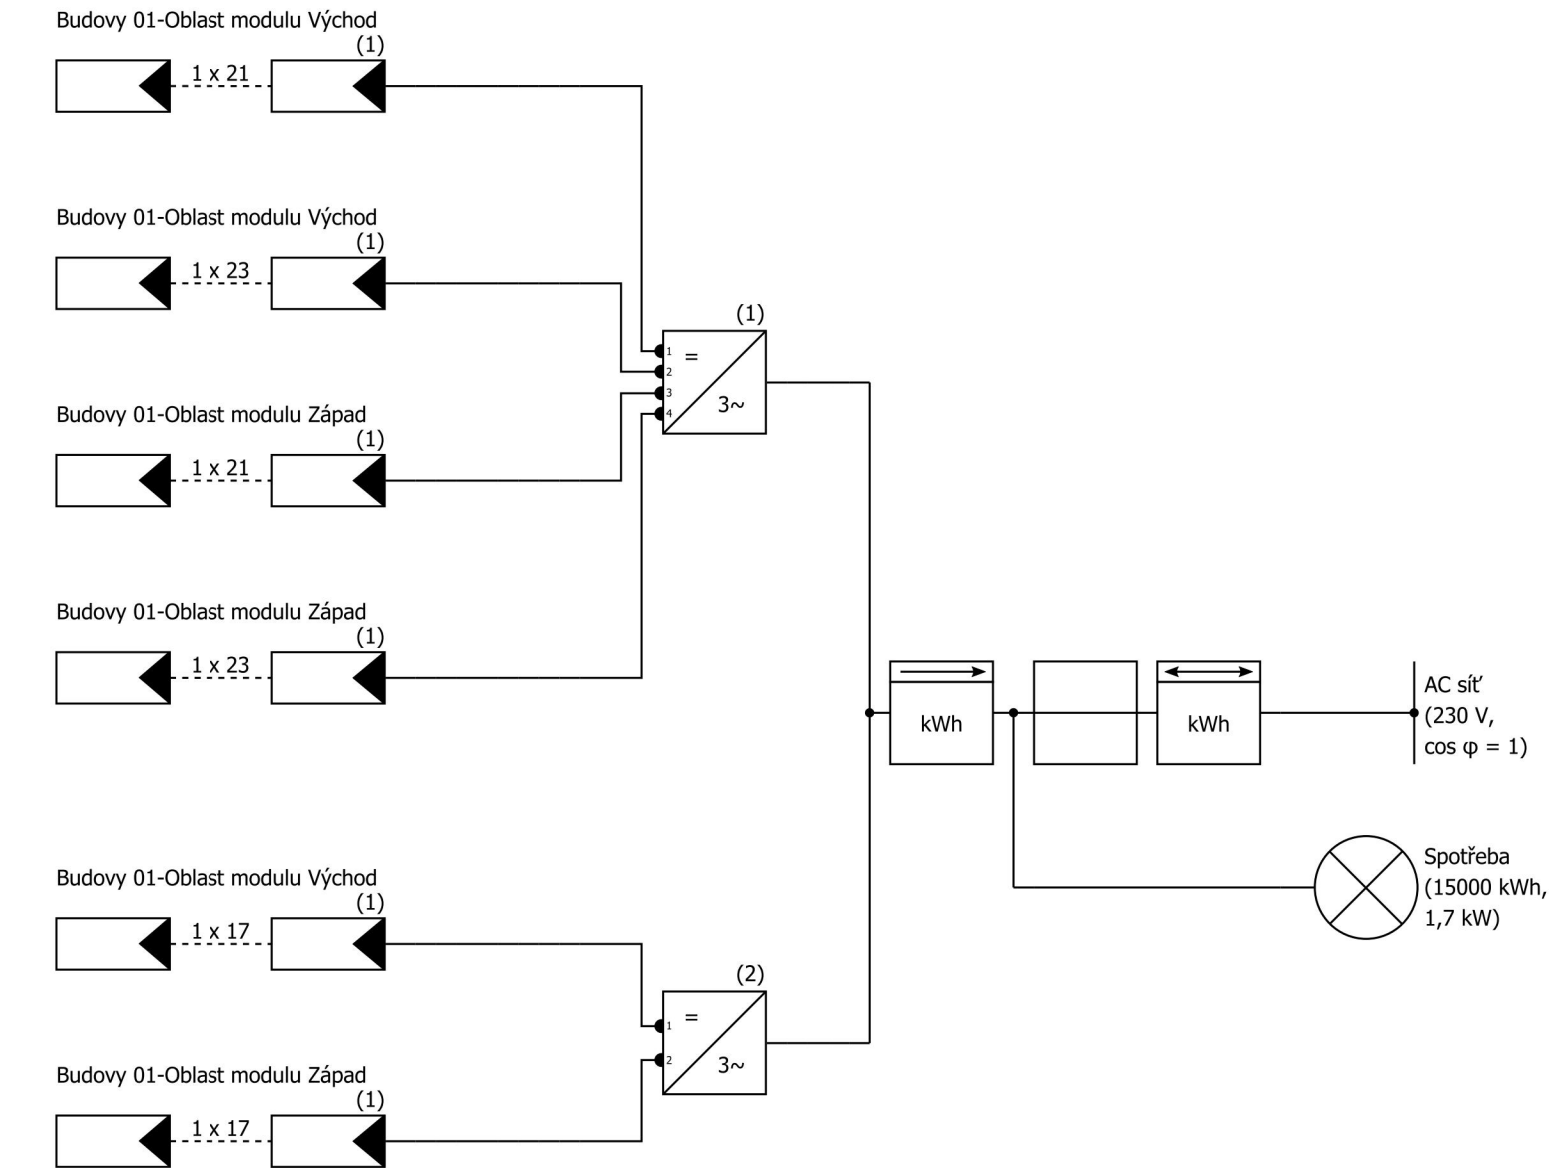 Budovy 01-Oblast modulu Východ
(1)
1 x 21
Budovy 01-Oblast modulu Východ
(1)
1 x 23
(1)
1
=
2
3
3~
4
Budovy 01-Oblast modulu Západ
(1)
1 x 21
Budovy 01-Oblast modulu Západ
(1)
1 x 23
kWh
kWh
AC síť
(230 V,
cos φ = 1)
Spotřeba
(15000 kWh,
1,7 kW)
Budovy 01-Oblast modulu Východ
(1)
1 x 17
(2)
1
=
2
3~
Budovy 01-Oblast modulu Západ
(1)
1 x 17